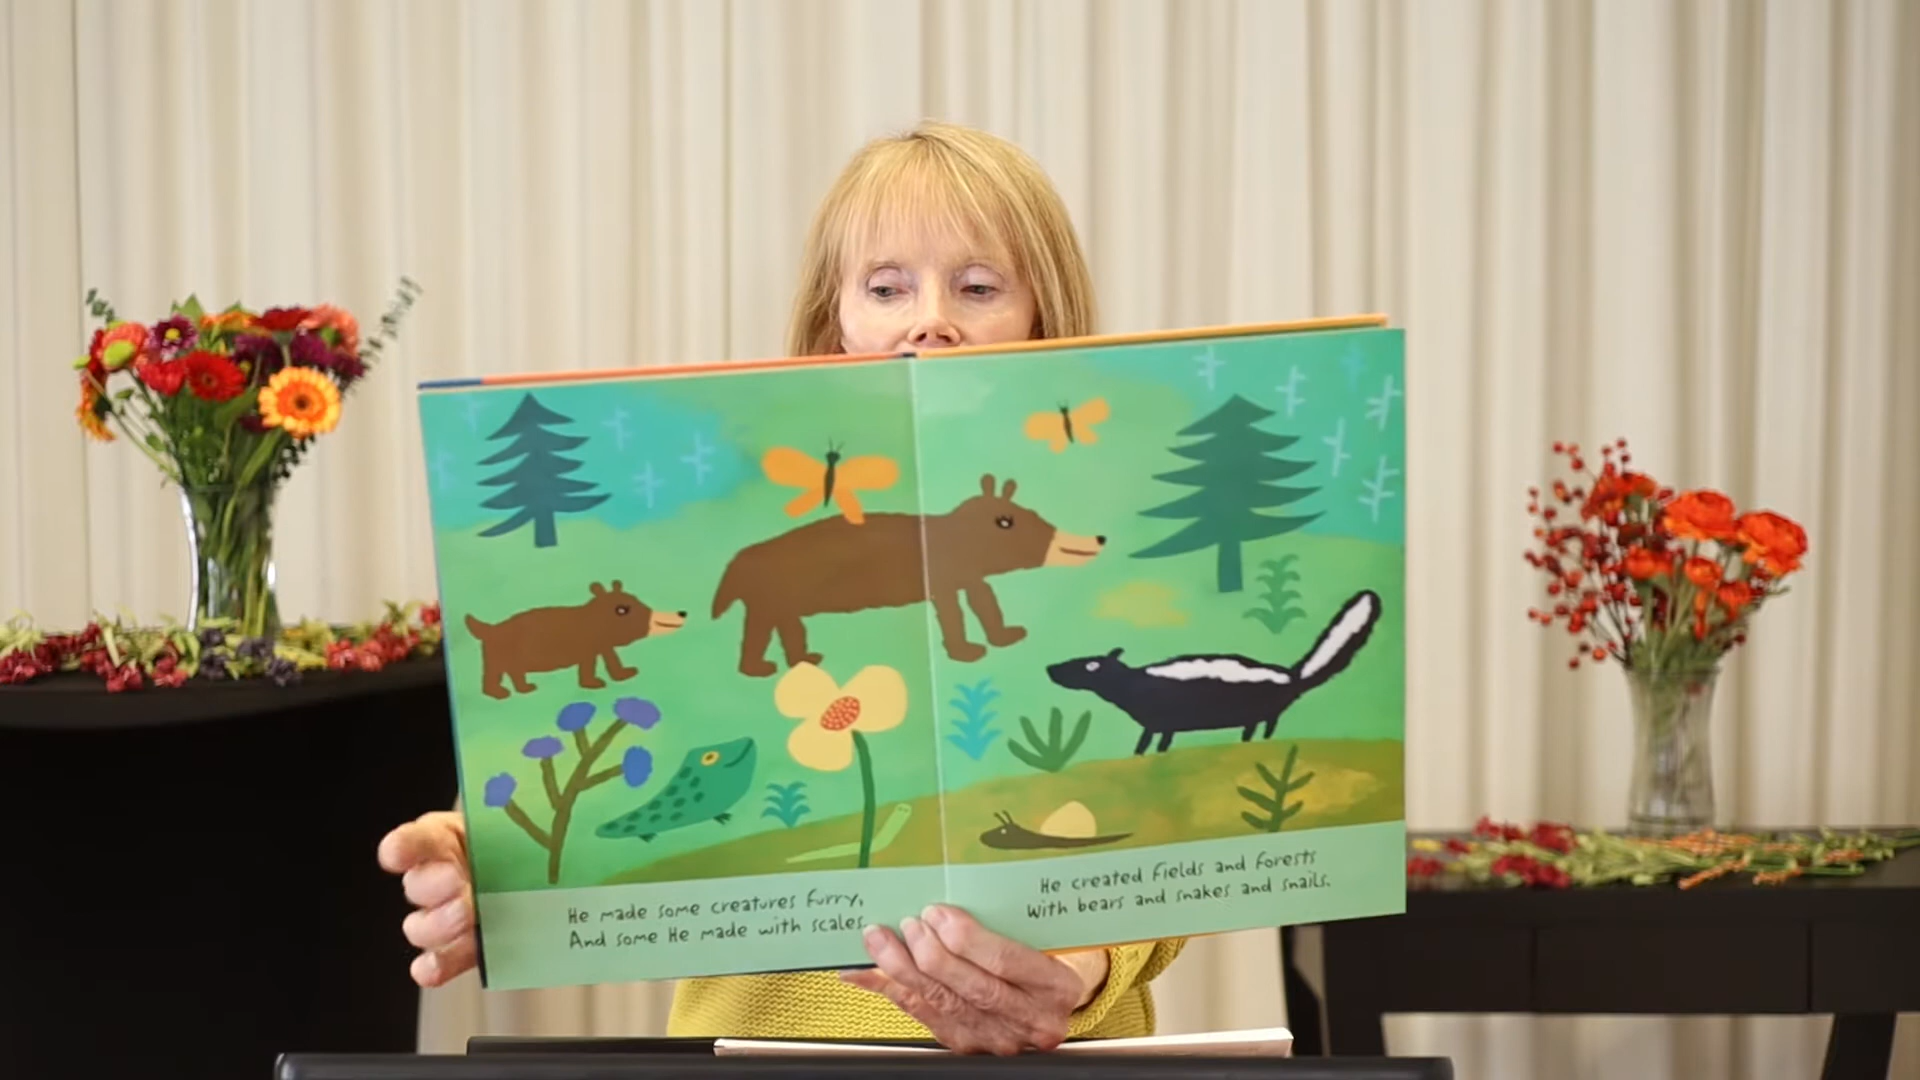 He made some creatures furry,
And some He made with scales.
He created fields and forests
With bears and snakes and snails.